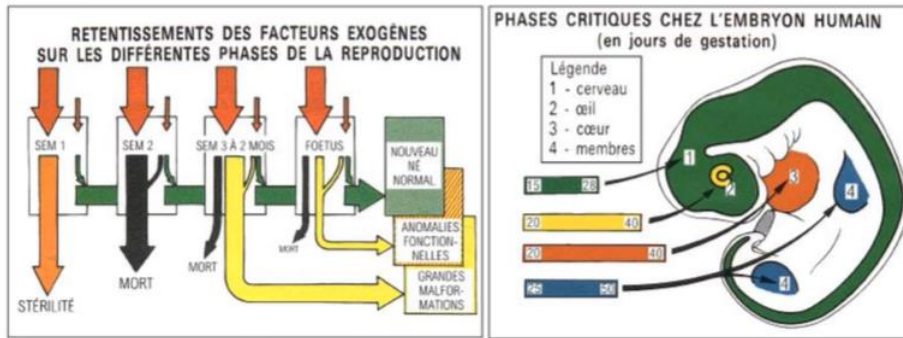 RETENTISSEMENTS DES FACTEURS EXOGÈNES
SUR LES DIFFÉRENTES PHASES DE LA REPRODUCTION
SEM 1
SEM 2
SEM 3 À 2 MOIS
FOETUS
NOUVEAU
NÉ
NORMAL
ANOMALIES
FONCTION-
NELLES
GRANDES
MALFOR-
MATIONS
MORT
MORT
MORT
STÉRILITÉ
PHASES CRITIQUES CHEZ L'EMBRYON HUMAIN
(en jours de gestation)
Légende
1 - cerveau
2 - œil
3 - cœur
4 - membres
15 28
20 40
20 40
25 50
1
2
3
4
4